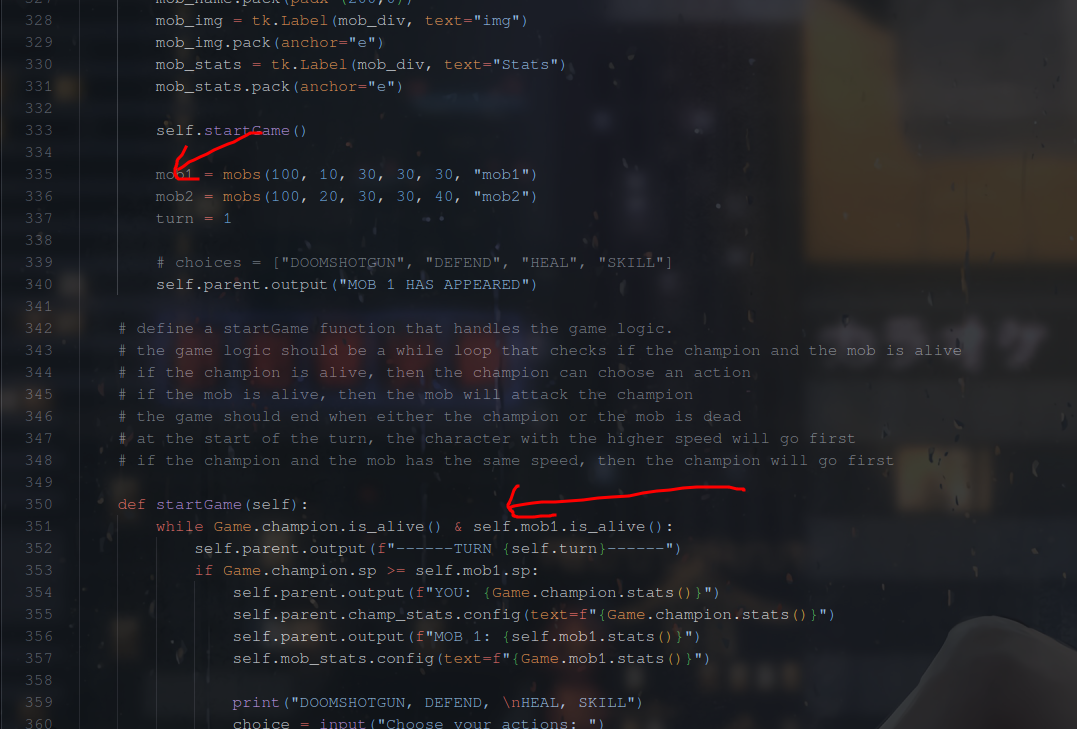 mob_name.pack(padx=(200,0))
328 mob_img = tk.Label(mob_div, text="img")
329 mob_img.pack(anchor="e")
330 mob_stats = tk.Label(mob_div, text="Stats")
331 mob_stats.pack(anchor="e")
332
333 self.startGame()
334
335 mob1 = mobs(100, 10, 30, 30, 30, "mob1")
336 mob2 = mobs(100, 20, 30, 30, 40, "mob2")
337 turn = 1
338
339 # choices = ["DOOMSHOTGUN", "DEFEND", "HEAL", "SKILL"]
340 self.parent.output("MOB 1 HAS APPEARED")
341
342 # define a startGame function that handles the game logic.
343 # the game logic should be a while loop that checks if the champion and the mob is alive
344 # if the champion is alive, then the champion can choose an action
345 # if the mob is alive, then the mob will attack the champion
346 # the game should end when either the champion or the mob is dead
347 # at the start of the turn, the character with the higher speed will go first
348 # if the champion and the mob has the same speed, then the champion will go first
349
350 def startGame(self):
351 while Game.champion.is_alive() & self.mob1.is_alive():
352 self.parent.output(f"------TURN {self.turn}------")
353 if Game.champion.sp >= self.mob1.sp:
354 self.parent.output(f"YOU: {Game.champion.stats()}")
355 self.parent.champ_stats.config(text=f"{Game.champion.stats()}")
356 self.parent.output(f"MOB 1: {self.mob1.stats()}")
357 self.mob_stats.config(text=f"{Game.mob1.stats()}")
358
359 print("DOOMSHOTGUN, DEFEND, \nHEAL, SKILL")
360 choice = input("Choose your actions: ")